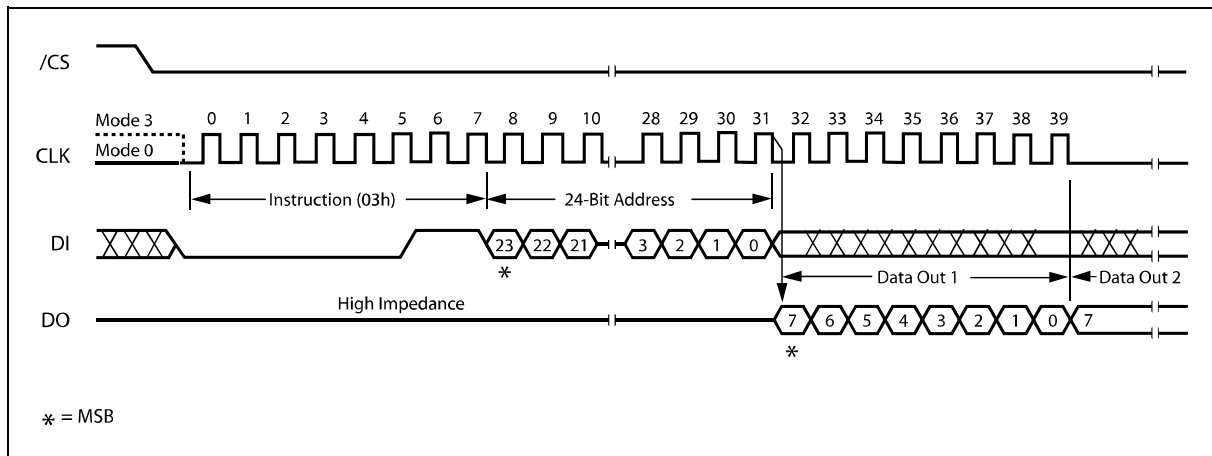 /CS
Mode 3
0 1 2 3 4 5 6 7 8 9 10 28 29 30 31 32 33 34 35 36 37 38 39
CLK
Mode 0
Instruction (03h) 24-Bit Address
DI
23 22 21 3 2 1 0
*
Data Out 1 Data Out 2
High Impedance
DO
7 6 5 4 3 2 1 0 7
*
* = MSB